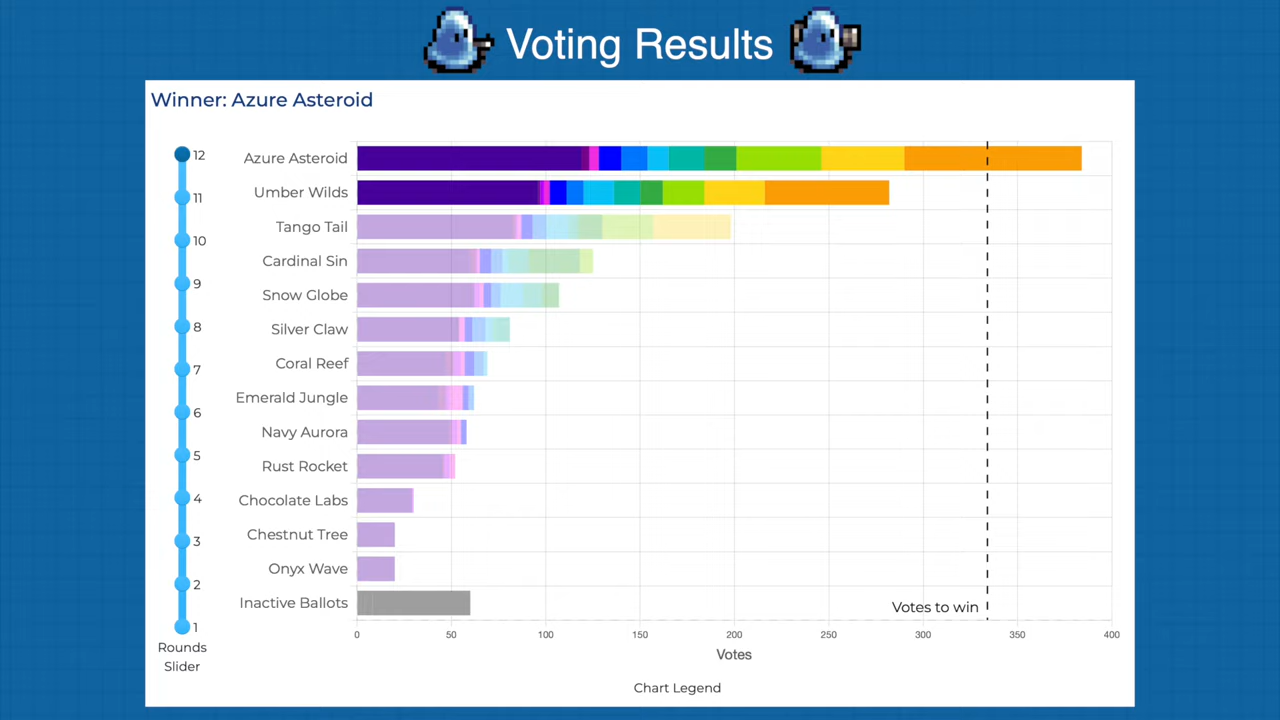 Voting Results
Winner: Azure Asteroid
12
11
10
9
8
7
6
5
4
3
2
1
Rounds
Slider
Azure Asteroid
Umber Wilds
Tango Tail
Cardinal Sin
Snow Globe
Silver Claw
Coral Reef
Emerald Jungle
Navy Aurora
Rust Rocket
Chocolate Labs
Chestnut Tree
Onyx Wave
Inactive Ballots
Votes to win
0 50 100 150 200 250 300 350 400
Votes
Chart Legend